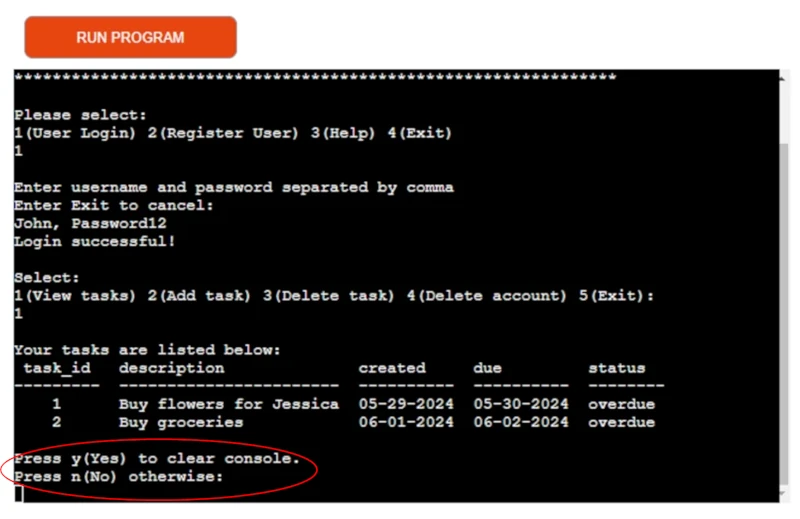 RUN PROGRAM
***************************************************************
Please select:
1(User Login) 2(Register User) 3(Help) 4(Exit)
1
Enter username and password separated by comma
Enter Exit to cancel:
John, Password12
Login successful!
Select:
1(View tasks) 2(Add task) 3(Delete task) 4(Delete account) 5(Exit):
1
Your tasks are listed below:
task_id description created due status
--------- ----------------------- ---------- ---------- --------
1 Buy flowers for Jessica 05-29-2024 05-30-2024 overdue
2 Buy groceries 06-01-2024 06-02-2024 overdue
Press y(Yes) to clear console.
Press n(No) otherwise: